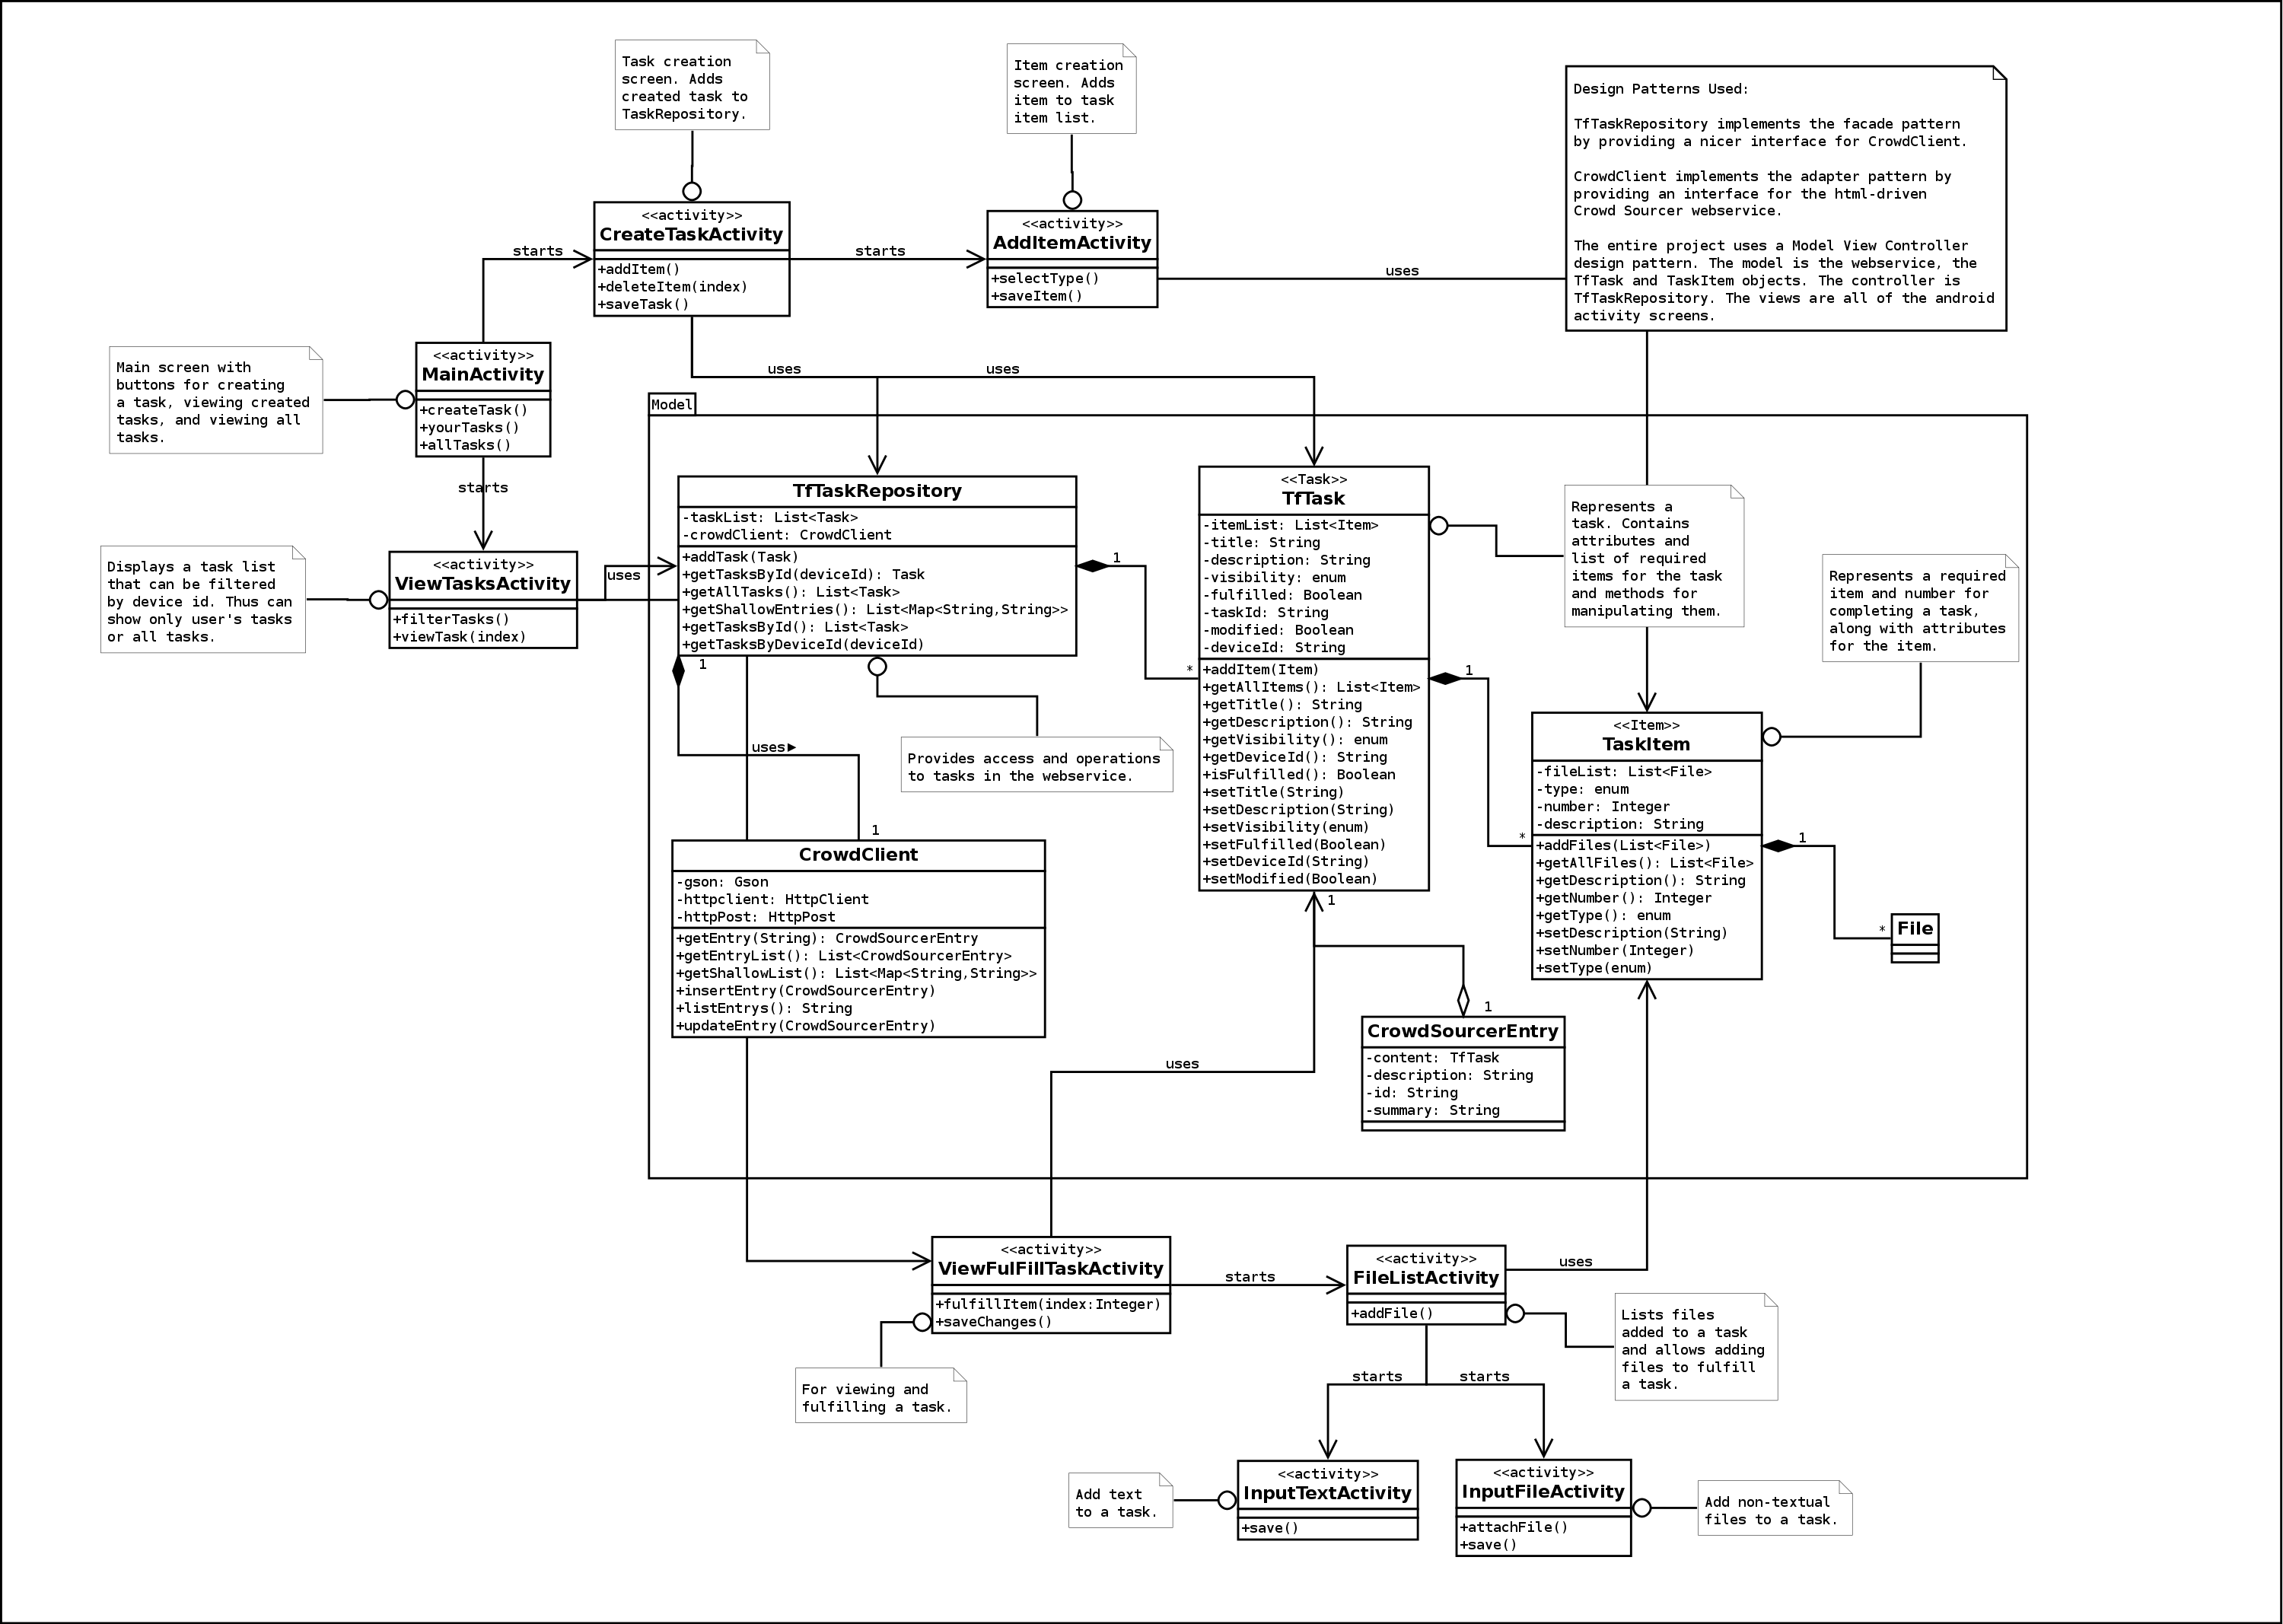 Task creation
screen. Adds
created task to
TaskRepository.
Item creation
screen. Adds
item to task
item list.
Design Patterns Used:
TfTaskRepository implements the facade pattern
by providing a nicer interface for CrowdClient.
CrowdClient implements the adapter pattern by
providing an interface for the html-driven
Crowd Sourcer webservice.
The entire project uses a Model View Controller
design pattern. The model is the webservice, the
TfTask and TaskItem objects. The controller is
TfTaskRepository. The views are all of the android
activity screens.
<<activity>>
CreateTaskActivity
+addItem()
+deleteItem(index)
+saveTask()
starts
starts
<<activity>>
AddItemActivity
+selectType()
+saveItem()
uses
Main screen with
buttons for creating
a task, viewing created
tasks, and viewing all
tasks.
<<activity>>
MainActivity
+createTask()
+yourTasks()
+allTasks()
uses
uses
Model
starts
Displays a task list
that can be filtered
by device id. Thus can
show only user's tasks
or all tasks.
<<activity>>
ViewTasksActivity
+filterTasks()
+viewTask(index)
uses
TfTaskRepository
-taskList: List<Task>
-crowdClient: CrowdClient
+addTask(Task)
+getTasksById(deviceId): Task
+getAllTasks(): List<Task>
+getShallowEntries(): List<Map<String,String>>
+getTasksById(): List<Task>
+getTasksByDeviceId(deviceId)
1
*
1
uses
1
Provides access and operations
to tasks in the webservice.
<<Task>>
TfTask
-itemList: List<Item>
-title: String
-description: String
-visibility: enum
-fulfilled: Boolean
-taskId: String
-modified: Boolean
-deviceId: String
+addItem(Item)
+getAllItems(): List<Item>
+getTitle(): String
+getDescription(): String
+getVisibility(): enum
+getDeviceId(): String
+isFulfilled(): Boolean
+setTitle(String)
+setDescription(String)
+setVisibility(enum)
+setFulfilled(Boolean)
+setDeviceId(String)
+setModified(Boolean)
1
*
1
Represents a
task. Contains
attributes and
list of required
items for the task
and methods for
manipulating them.
Represents a required
item and number for
completing a task,
along with attributes
for the item.
<<Item>>
TaskItem
-fileList: List<File>
-type: enum
-number: Integer
-description: String
+addFiles(List<File>)
+getAllFiles(): List<File>
+getDescription(): String
+getNumber(): Integer
+getType(): enum
+setDescription(String)
+setNumber(Integer)
+setType(enum)
1
*
File
CrowdClient
-gson: Gson
-httpclient: HttpClient
-httpPost: HttpPost
+getEntry(String): CrowdSourcerEntry
+getEntryList(): List<CrowdSourcerEntry>
+getShallowList(): List<Map<String,String>>
+insertEntry(CrowdSourcerEntry)
+listEntrys(): String
+updateEntry(CrowdSourcerEntry)
1
CrowdSourcerEntry
-content: TfTask
-description: String
-id: String
-summary: String
uses
<<activity>>
ViewFulFillTaskActivity
+fulfillItem(index:Integer)
+saveChanges()
starts
<<activity>>
FileListActivity
+addFile()
uses
For viewing and
fulfilling a task.
Lists files
added to a task
and allows adding
files to fulfill
a task.
starts
starts
Add text
to a task.
<<activity>>
InputTextActivity
+save()
<<activity>>
InputFileActivity
+attachFile()
+save()
Add non-textual
files to a task.